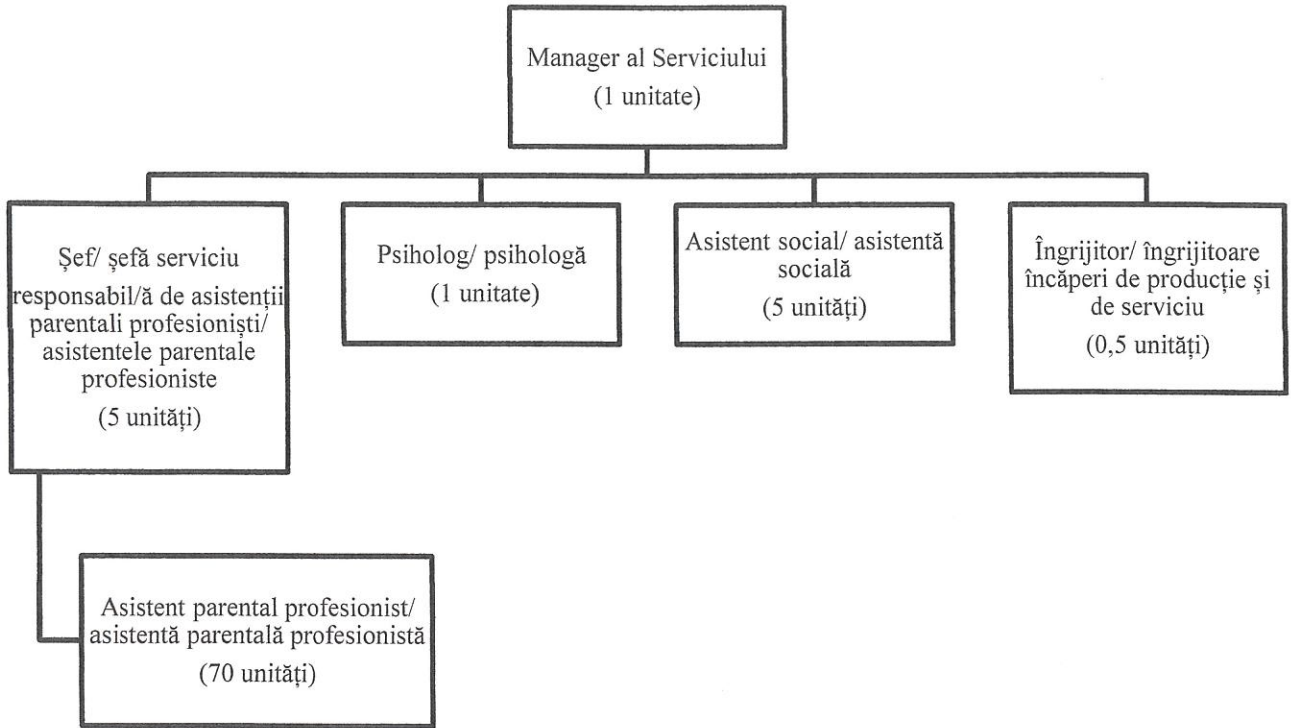 Manager al Serviciului
(1 unitate)
Șef/ șefă serviciu
responsabil/ă de asistenții
parentali profesioniști/
asistentele parentale
profesioniste
(5 unități)
Psiholog/ psihologă
(1 unitate)
Asistent social/ asistentă
socială
(5 unități)
Îngrijitor/ îngrijitoare
încăperi de producție și
de serviciu
(0,5 unități)
Asistent parental profesionist/
asistentă parentală profesionistă
(70 unități)